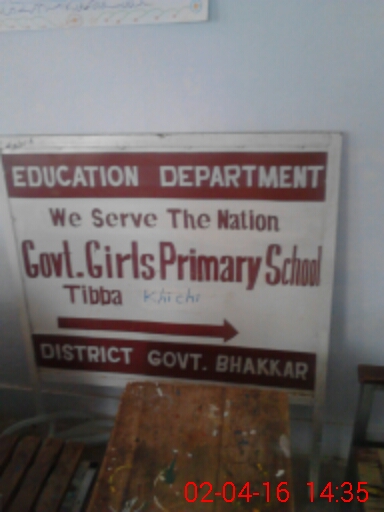 EDUCATION DEPARTMENT
We Serve The Nation
Govt. Girls Primary School
Tibba Khichi
DISTRICT GOVT. BHAKKAR
02-04-16 14:35